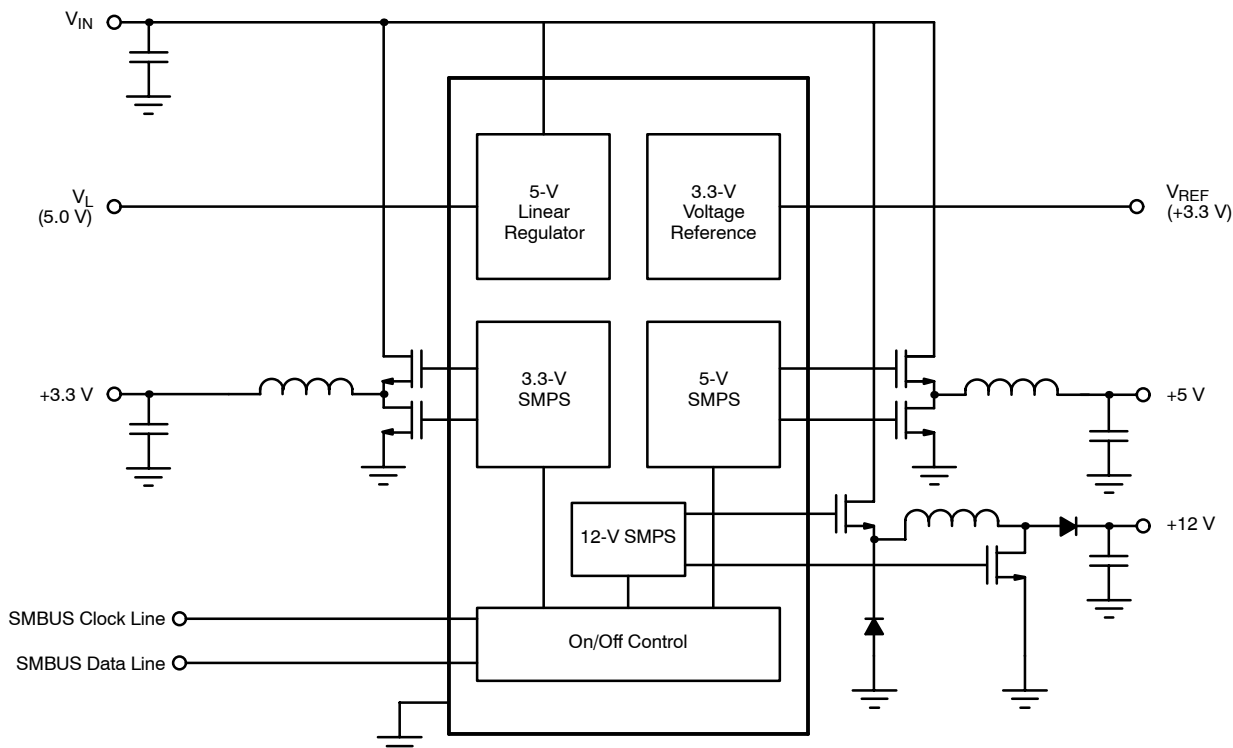 VIN
VL
(5.0 V)
5-V
Linear
Regulator
3.3-V
Voltage
Reference
VREF
(+3.3 V)
+3.3 V
3.3-V
SMPS
5-V
SMPS
+5 V
12-V SMPS
+12 V
SMBUS Clock Line
SMBUS Data Line
On/Off Control